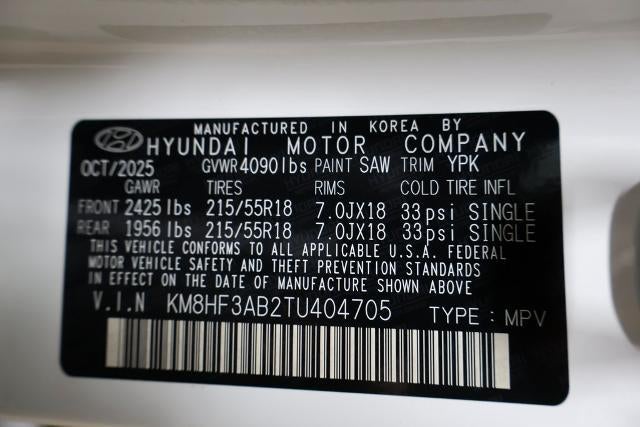 MANUFACTURED IN KOREA BY
HYUNDAI MOTOR COMPANY
OCT/2025 GVWR 4090lbs PAINT SAW TRIM YPK
GAWR TIRES RIMS COLD TIRE INFL
FRONT 2425lbs 215/55R18 7.0JX18 33psi SINGLE
REAR 1956lbs 215/55R18 7.0JX18 33psi SINGLE
THIS VEHICLE CONFORMS TO ALL APPLICABLE U.S.A. FEDERAL
MOTOR VEHICLE SAFETY AND THEFT PREVENTION STANDARDS
IN EFFECT ON THE DATE OF MANUFACTURE SHOWN ABOVE
V.I.N KM8HF3AB2TU404705 TYPE : MPV